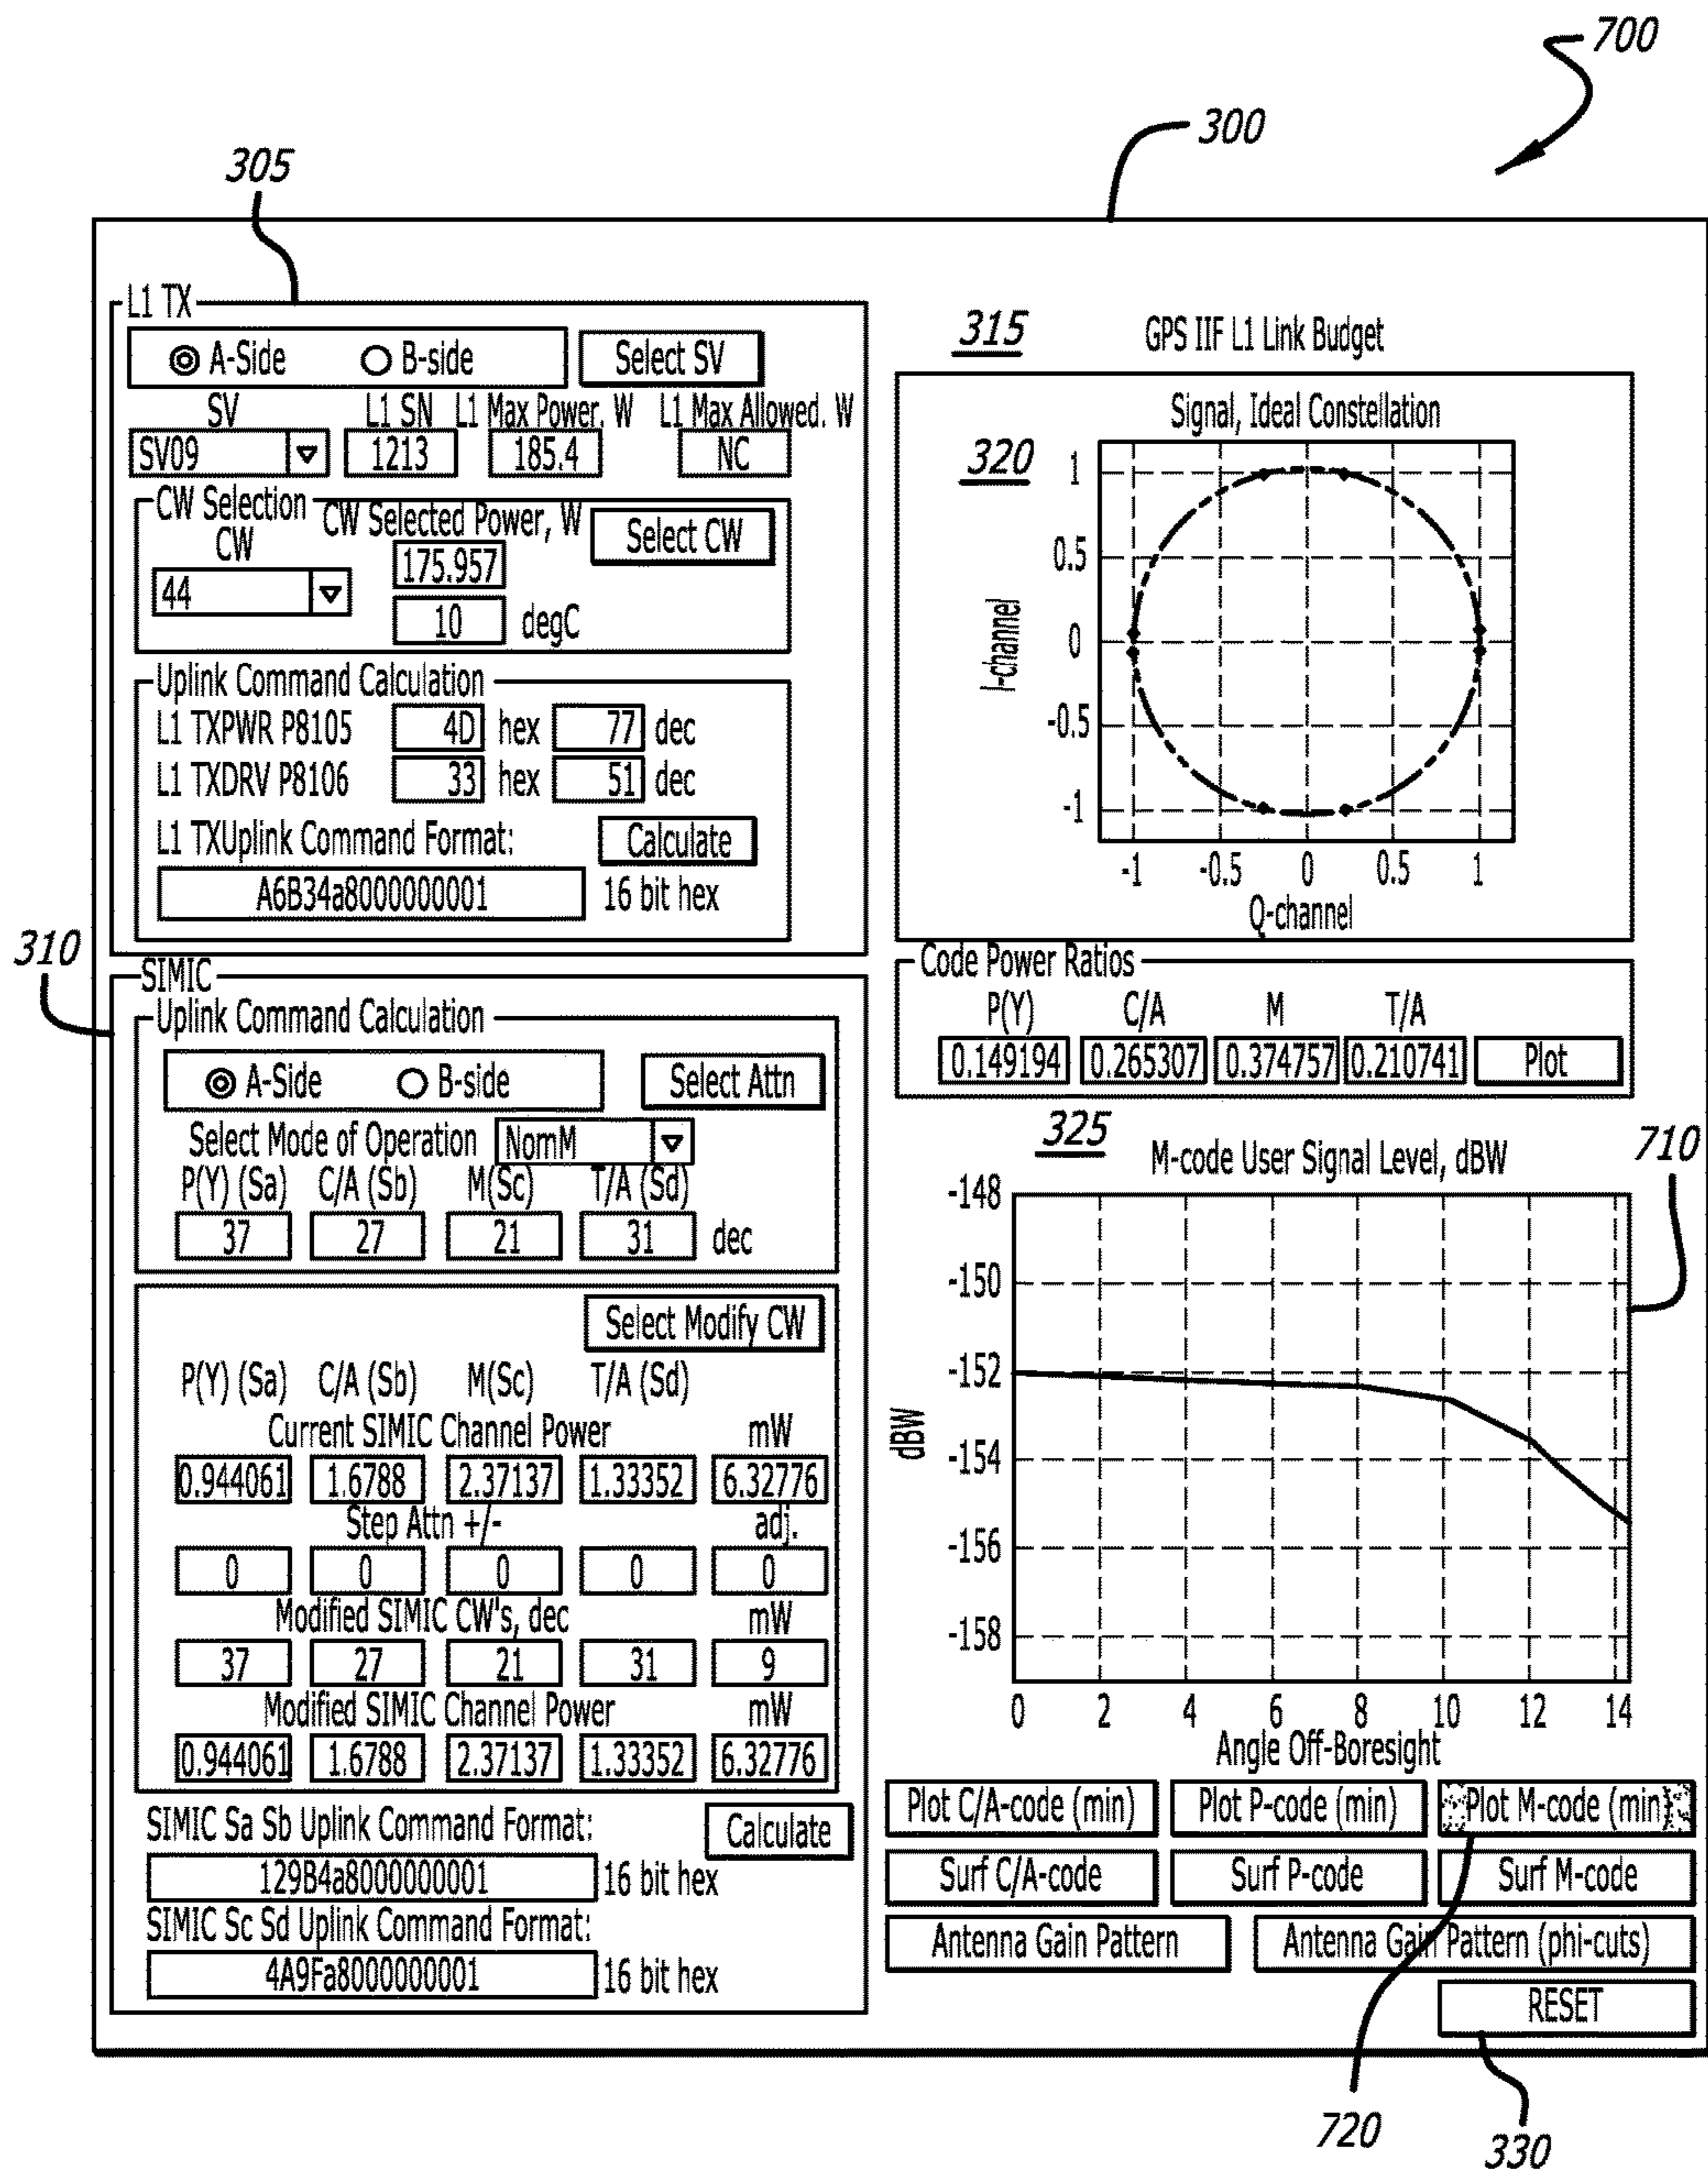 700
300
305
L1 TX
A-Side B-side Select SV
SV L1 SN L1 Max Power. W L1 Max Allowed. W
SV09 1213 185.4 NC
CW Selection
CW CW Selected Power, W Select CW
44 175.957
10 degC
Uplink Command Calculation
L1 TXPWR P8105 4D hex 77 dec
L1 TXDRV P8106 33 hex 51 dec
L1 TXUplink Command Format: Calculate
A6B34a8000000001 16 bit hex
310
SIMIC
Uplink Command Calculation
A-Side B-side Select Attn
Select Mode of Operation NomM
P(Y) (Sa) C/A (Sb) M(Sc) T/A (Sd)
37 27 21 31 dec
Select Modify CW
P(Y) (Sa) C/A (Sb) M(Sc) T/A (Sd)
Current SIMIC Channel Power mW
0.944061 1.6788 2.37137 1.33352 6.32776
Step Attn +/- adj.
0 0 0 0 0
Modified SIMIC CW's, dec mW
37 27 21 31 9
Modified SIMIC Channel Power mW
0.944061 1.6788 2.37137 1.33352 6.32776
SIMIC Sa Sb Uplink Command Format: Calculate
129B4a8000000001 16 bit hex
SIMIC Sc Sd Uplink Command Format:
4A9Fa8000000001 16 bit hex
315 GPS IIF L1 Link Budget
Signal, Ideal Constellation
320
1
0.5
0
-0.5
-1
I-channel
-1 -0.5 0 0.5 1
Q-channel
Code Power Ratios
P(Y) C/A M T/A
0.149194 0.265307 0.374757 0.210741 Plot
325
M-code User Signal Level, dBW
710
-148
-150
-152
-154
-156
-158
dBW
0 2 4 6 8 10 12 14
Angle Off-Boresight
Plot C/A-code (min) Plot P-code (min) Plot M-code (min)
Surf C/A-code Surf P-code Surf M-code
Antenna Gain Pattern Antenna Gain Pattern (phi-cuts)
RESET
720
330